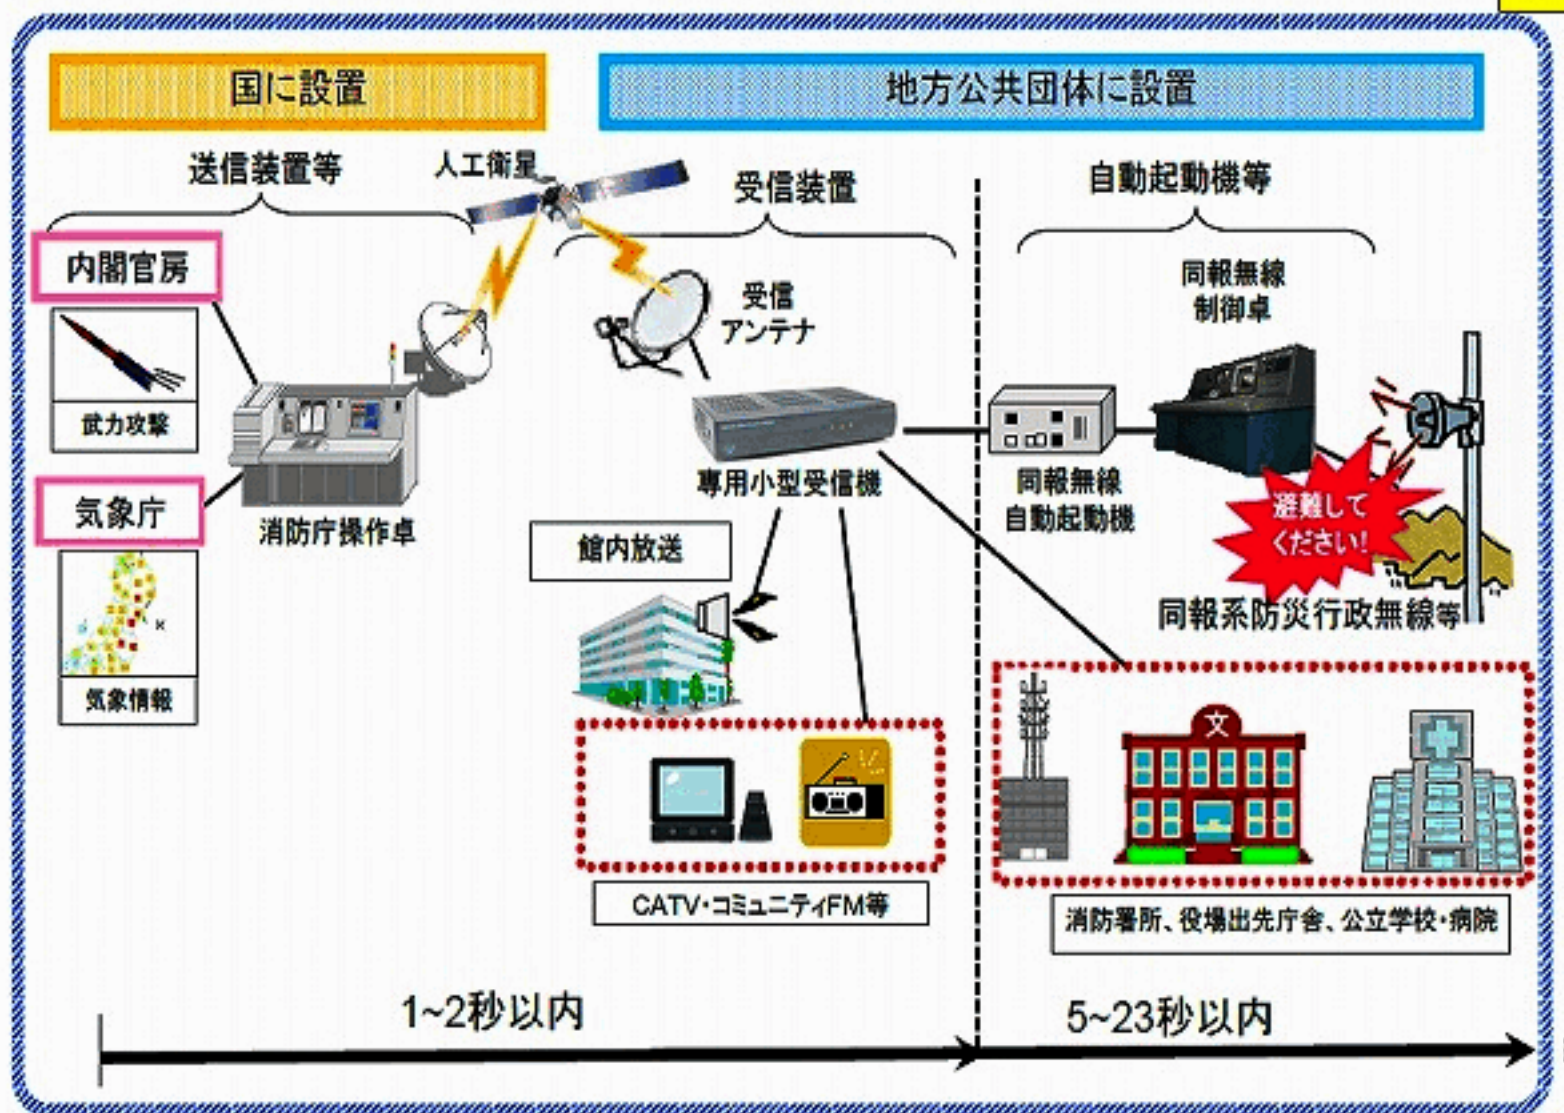 国に設置
地方公共団体に設置
送信装置等
人工衛星
受信装置
自動起動機等
内閣官房
武力攻撃
気象庁
気象情報
消防庁操作卓
受信
アンテナ
専用小型受信機
館内放送
CATV・コミュニティFM等
同報無線
制御卓
同報無線
自動起動機
避難して
ください!
同報系防災行政無線等
文
消防署所、役場出先庁舎、公立学校・病院
1~2秒以内
5~23秒以内